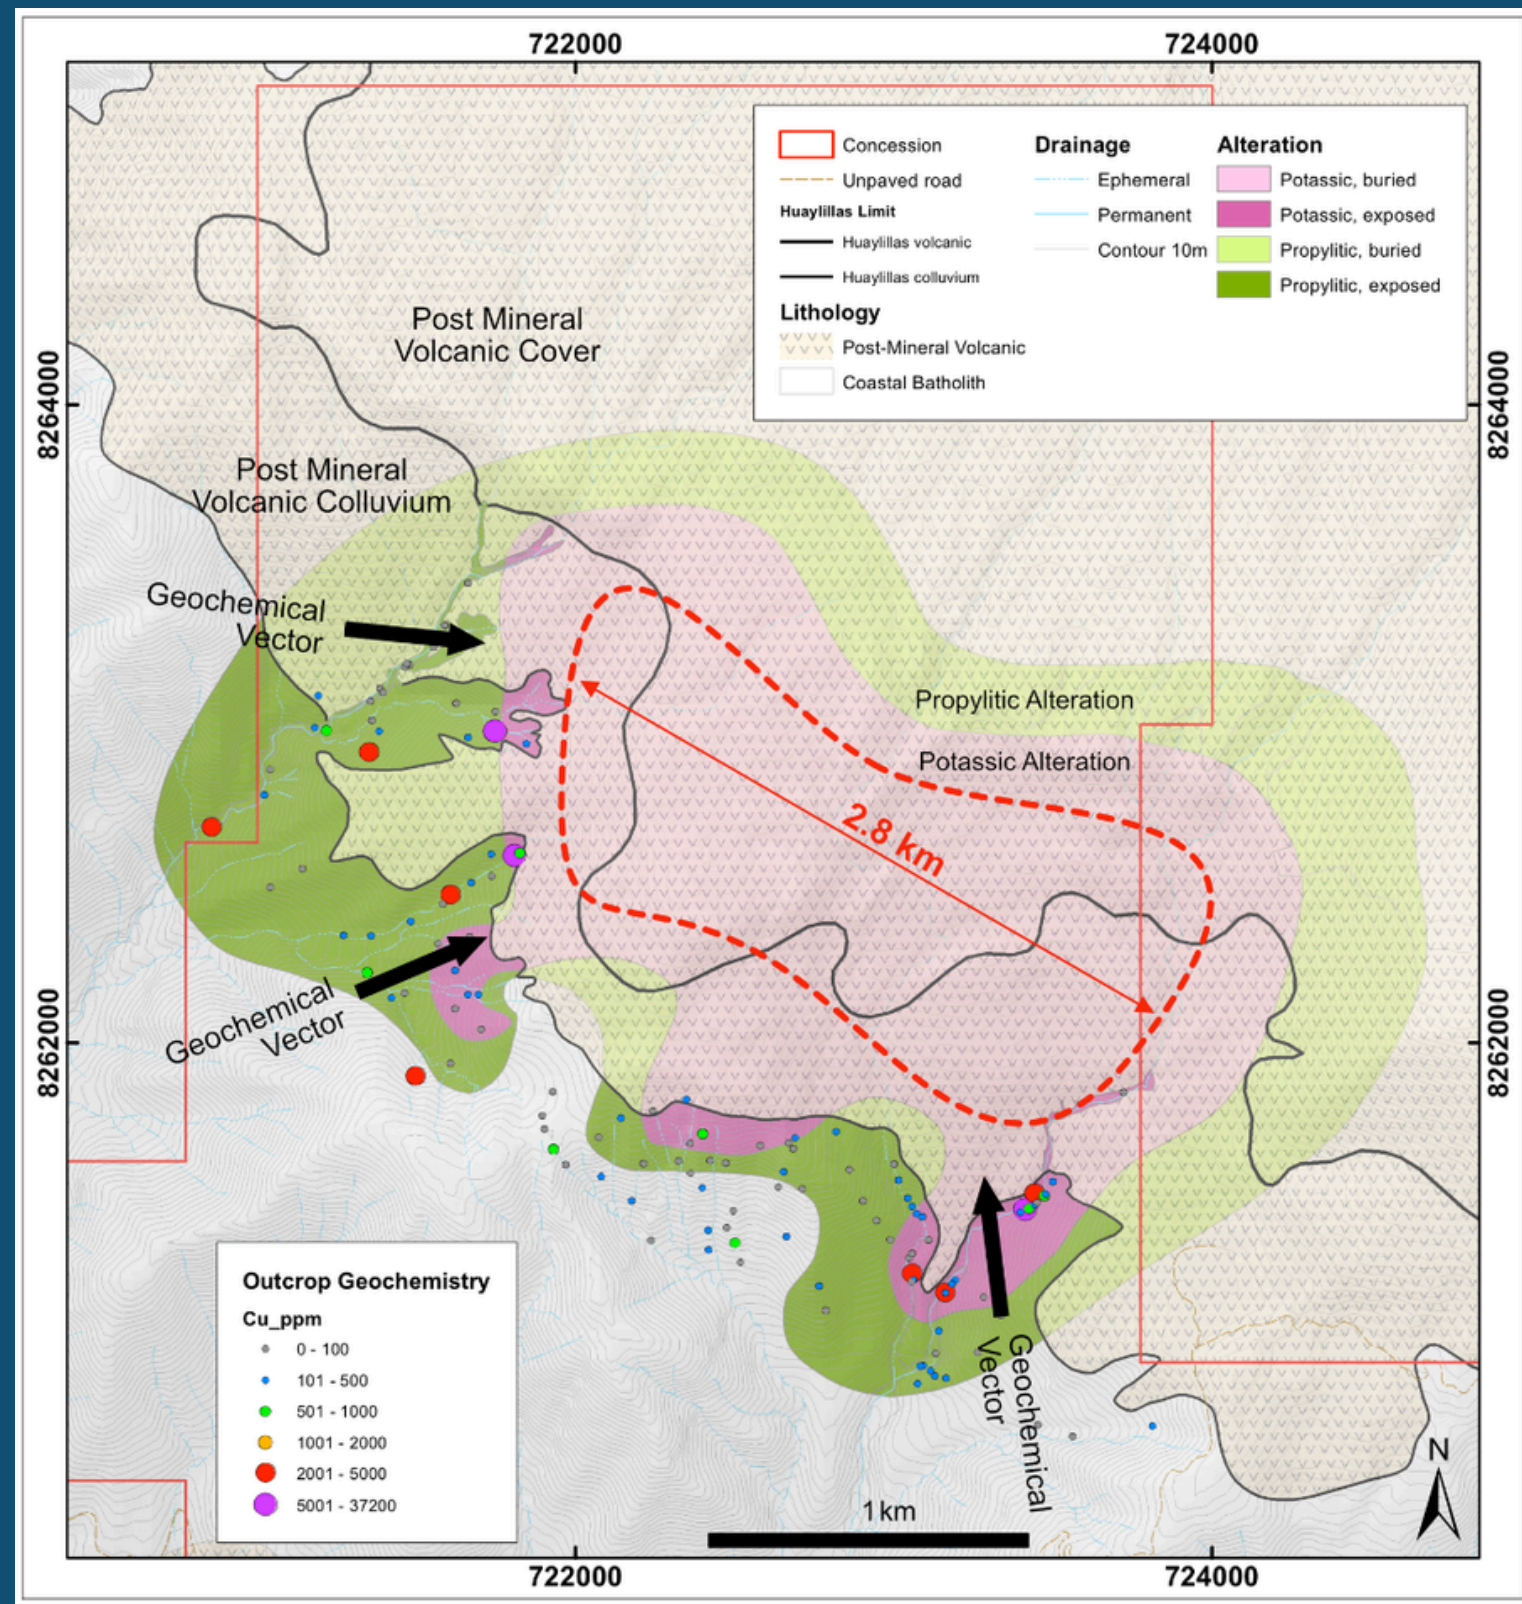 722000
724000
Concession
Unpaved road
Huaylillas Limit
Huaylillas volcanic
Huaylillas colluvium
Lithology
Post-Mineral Volcanic
Coastal Batholith
Drainage
Ephemeral
Permanent
Contour 10m
Alteration
Potassic, buried
Potassic, exposed
Propylitic, buried
Propylitic, exposed
Post Mineral
Volcanic Cover
8264000
8264000
Post Mineral
Volcanic Colluvium
Geochemical
Vector
Propylitic Alteration
Potassic Alteration
2.8 km
Geochemical
Vector
8262000
8262000
Geochemical
Vector
Outcrop Geochemistry
Cu_ppm
0 - 100
101 - 500
501 - 1000
1001 - 2000
2001 - 5000
5001 - 37200
1 km
N
722000
724000